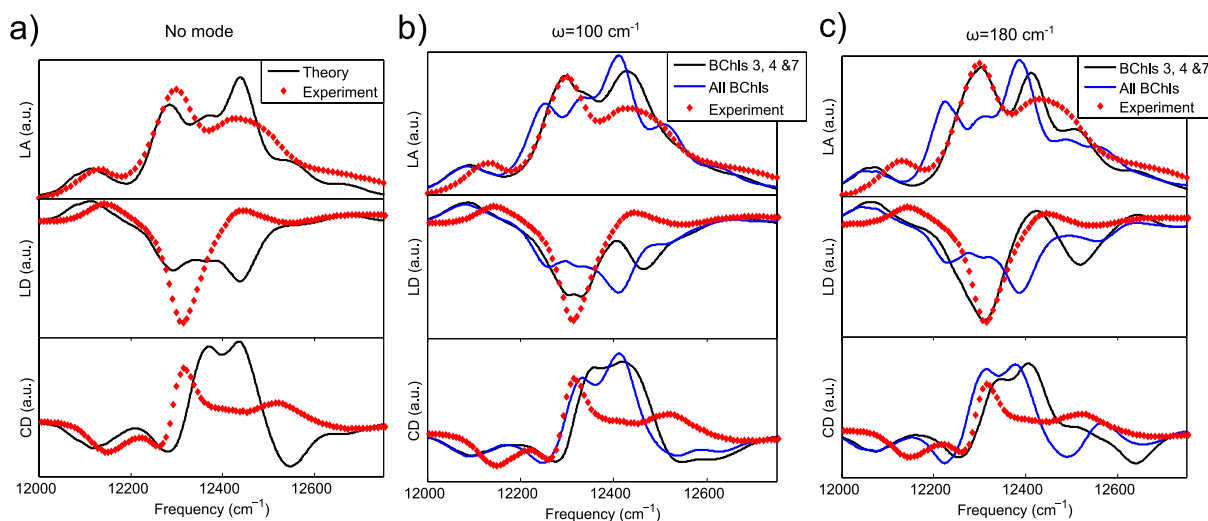 a)
No mode
LA (a.u.)
Theory
Experiment
LD (a.u.)
CD (a.u.)
12000
12200
12400
12600
Frequency (cm⁻¹)
b)
ω=100 cm⁻¹
LA (a.u.)
BChls 3, 4 &7
All BChls
Experiment
LD (a.u.)
CD (a.u.)
12000
12200
12400
12600
Frequency (cm⁻¹)
c)
ω=180 cm⁻¹
LA (a.u.)
BChls 3, 4 &7
All BChls
Experiment
LD (a.u.)
CD (a.u.)
12000
12200
12400
12600
Frequency (cm⁻¹)